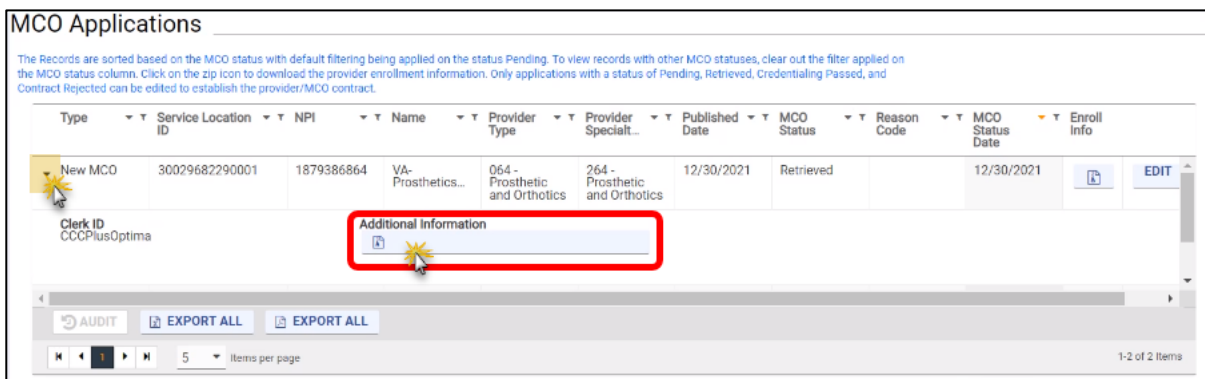 MCO Applications
The Records are sorted based on the MCO status with default filtering being applied on the status Pending. To view records with other MCO statuses, clear out the filter applied on
the MCO status column. Click on the zip icon to download the provider enrollment information. Only applications with a status of Pending, Retrieved, Credentialing Passed, and
Contract Rejected can be edited to establish the provider/MCO contract.
Type Service Location NPI Name Provider Provider Published MCO Reason MCO Enroll
ID Type Specialt... Date Status Code Status Info
Date
New MCO 30029682290001 1879386864 VA- 064 - 264 - 12/30/2021 Retrieved 12/30/2021 EDIT
Prosthetics... Prosthetic Prosthetic
and Orthotics and Orthotics
Clerk ID Additional Information
CCCPlusOptima
AUDIT EXPORT ALL EXPORT ALL
1 5 Items per page 1-2 of 2 Items